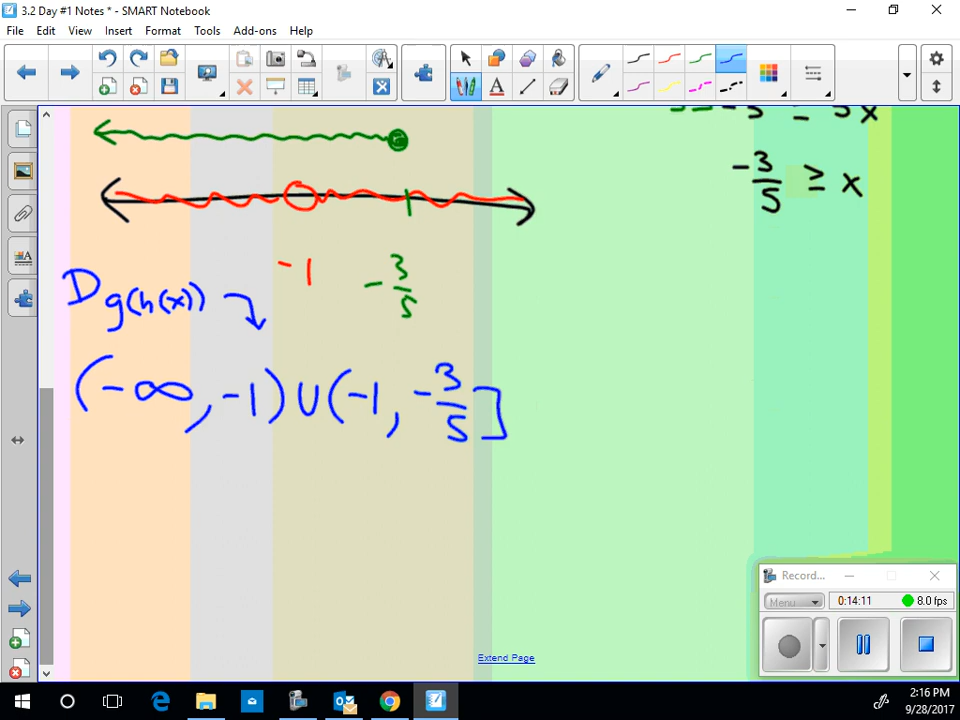 3.2 Day #1 Notes * - SMART Notebook
File Edit View Insert Format Tools Add-ons Help
-3/5 ≥ x
-1 -3/5
D g(h(x))
(-∞, -1) ∪ (-1, -3/5]
Record...
Menu 0:14:11 8.0 fps
Extend Page
2:16 PM
9/28/2017